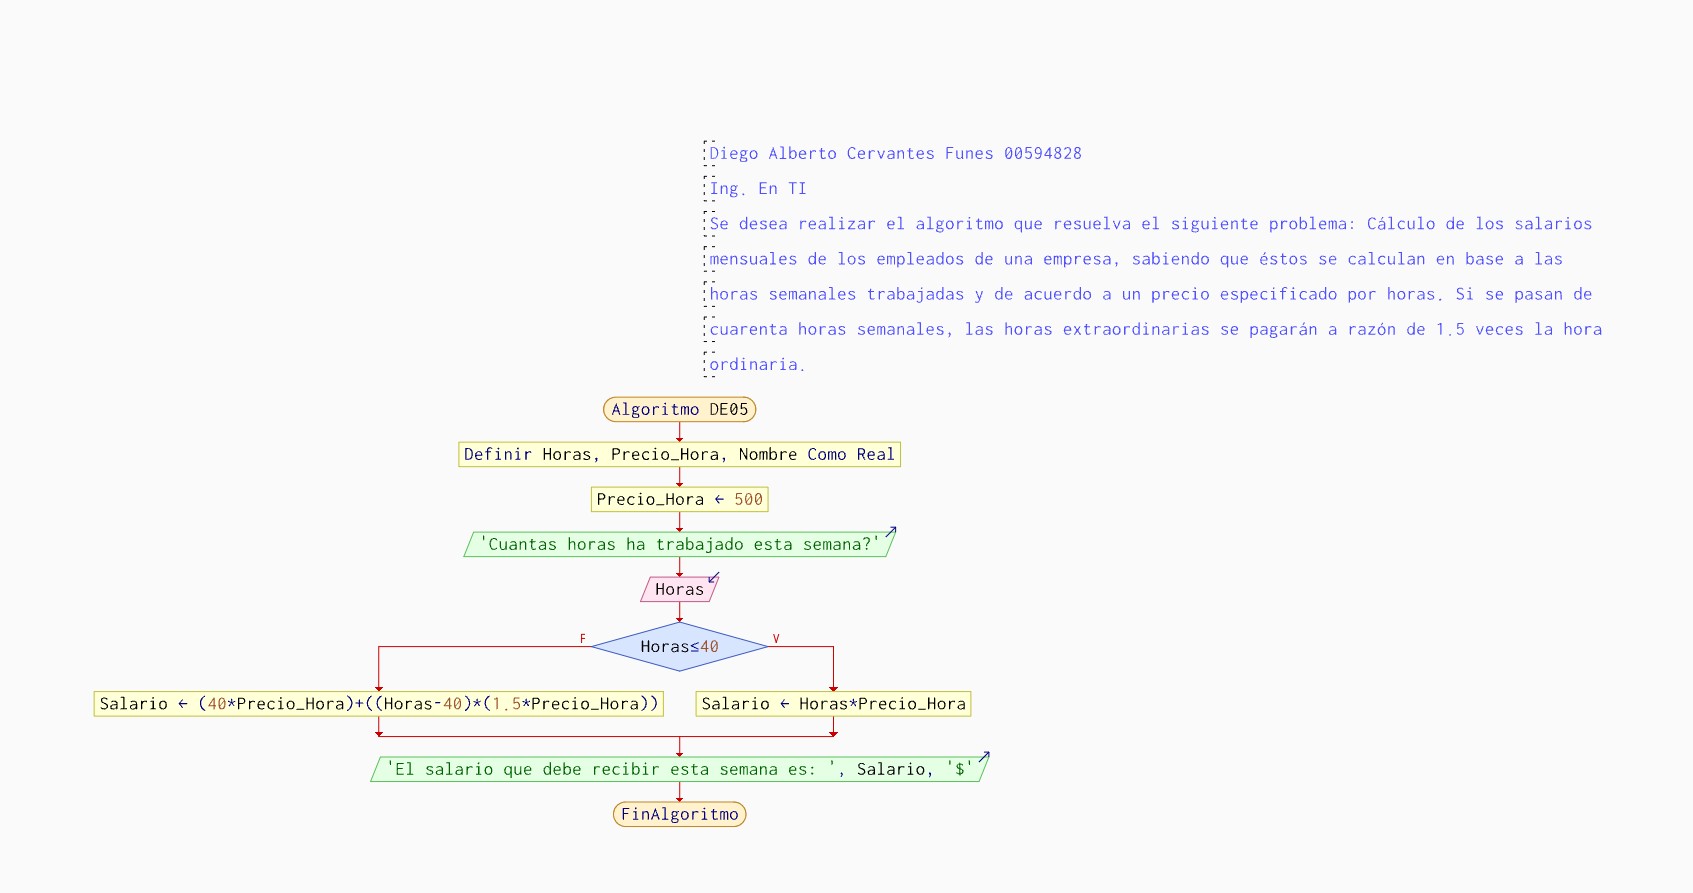 Diego Alberto Cervantes Funes 00594828
Ing. En TI
Se desea realizar el algoritmo que resuelva el siguiente problema: Cálculo de los salarios
mensuales de los empleados de una empresa, sabiendo que éstos se calculan en base a las
horas semanales trabajadas y de acuerdo a un precio especificado por horas. Si se pasan de
cuarenta horas semanales, las horas extraordinarias se pagarán a razón de 1.5 veces la hora
ordinaria.
Algoritmo DE05
Definir Horas, Precio_Hora, Nombre Como Real
Precio_Hora ← 500
'Cuantas horas ha trabajado esta semana?'
Horas
F
V
Horas≤40
Salario ← (40*Precio_Hora)+((Horas-40)*(1.5*Precio_Hora))
Salario ← Horas*Precio_Hora
'El salario que debe recibir esta semana es: ', Salario, '$'
FinAlgoritmo